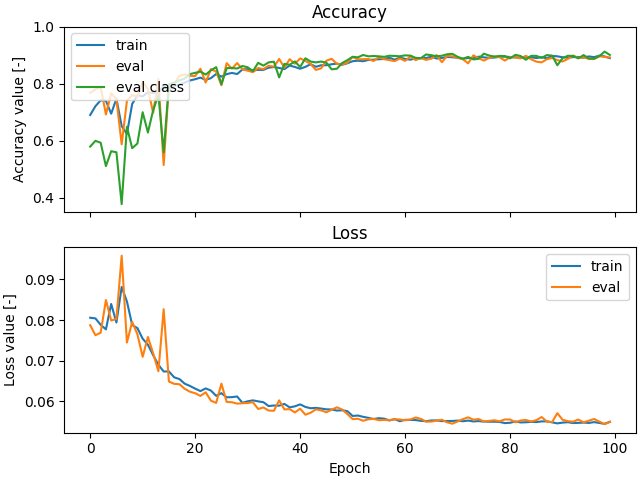 Accuracy
1.0
0.8
0.6
0.4
Accuracy value [-]
train
eval
eval class
Loss
0.09
0.08
0.07
0.06
Loss value [-]
train
eval
0 20 40 60 80 100
Epoch